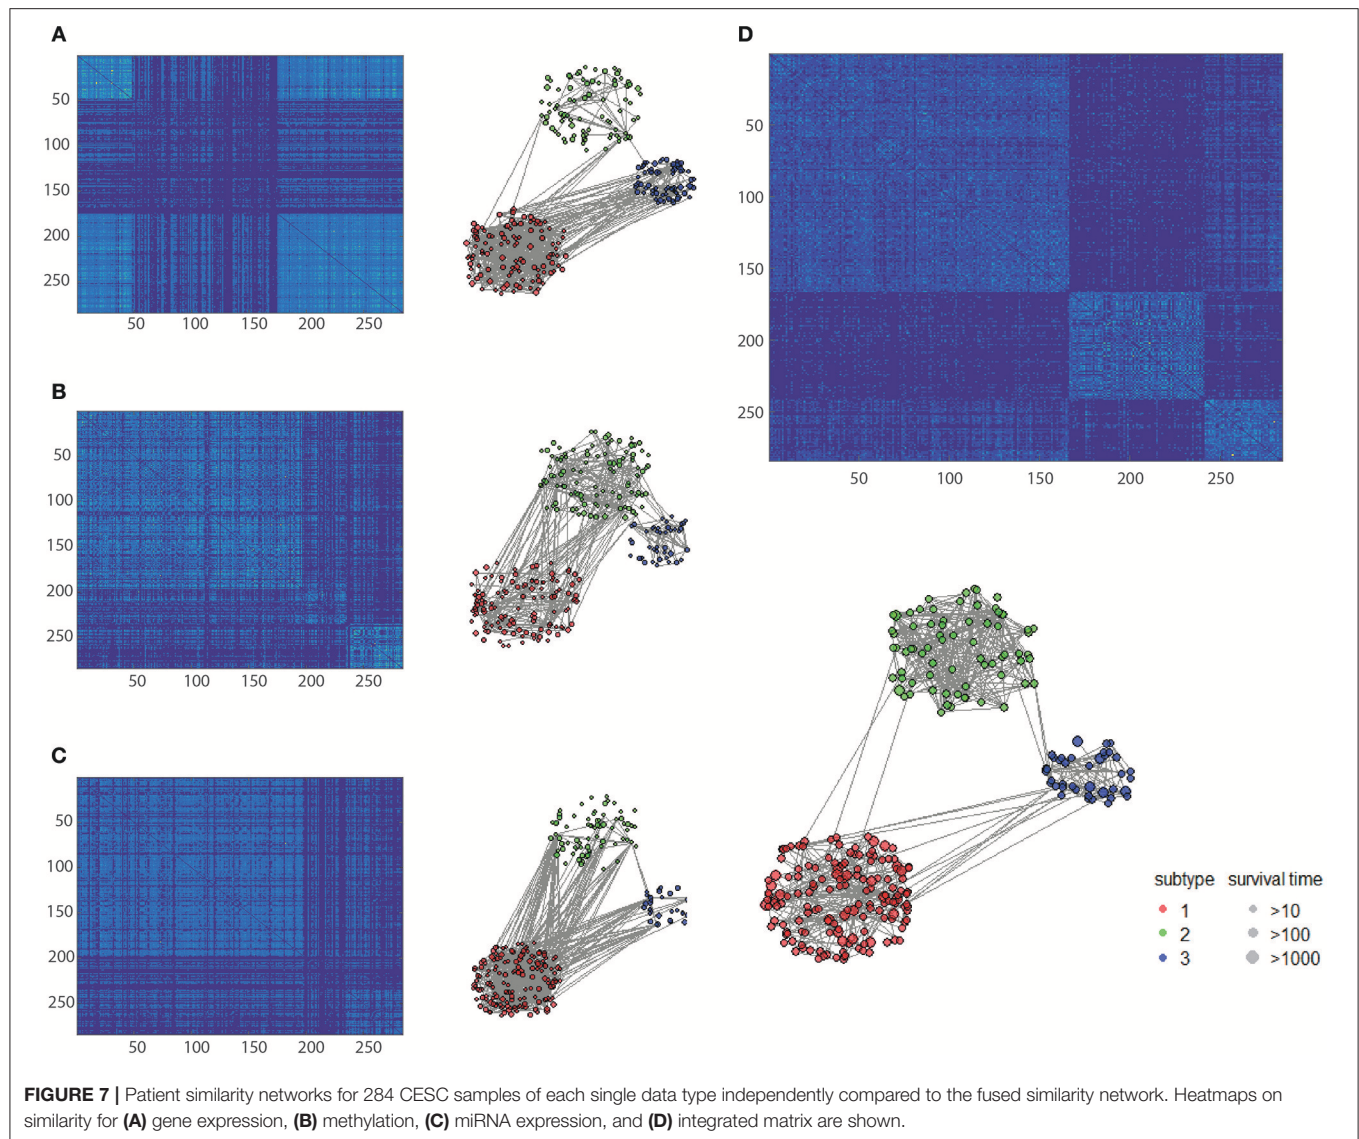 A
50
100
150
200
250
50 100 150 200 250
B
50
100
150
200
250
50 100 150 200 250
C
50
100
150
200
250
50 100 150 200 250
D
50
100
150
200
250
50 100 150 200 250
subtype survival time
1 >10
2 >100
3 >1000
FIGURE 7 | Patient similarity networks for 284 CESC samples of each single data type independently compared to the fused similarity network. Heatmaps on
similarity for (A) gene expression, (B) methylation, (C) miRNA expression, and (D) integrated matrix are shown.